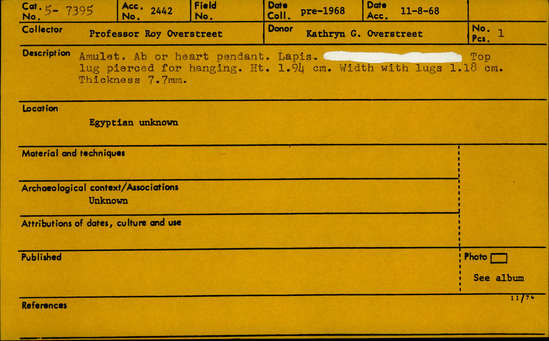 Cat. No. 5- 7395 Acc. No. 2442 Field No. Date Coll. pre-1968 Date Acc. 11-8-68
Collector Professor Roy Overstreet Donor Kathryn G. Overstreet No. Pcs. 1
Description Amulet. Ab or heart pendant. Lapis. Top
lug pierced for hanging. Ht. 1.94 cm. Width with lugs 1.18 cm.
Thickness 7.7mm.
Location
Egyptian unknown
Material and techniques
Archaeological context/Associations
Unknown
Attributions of dates, culture and use
Published Photo
See album
11/74
References